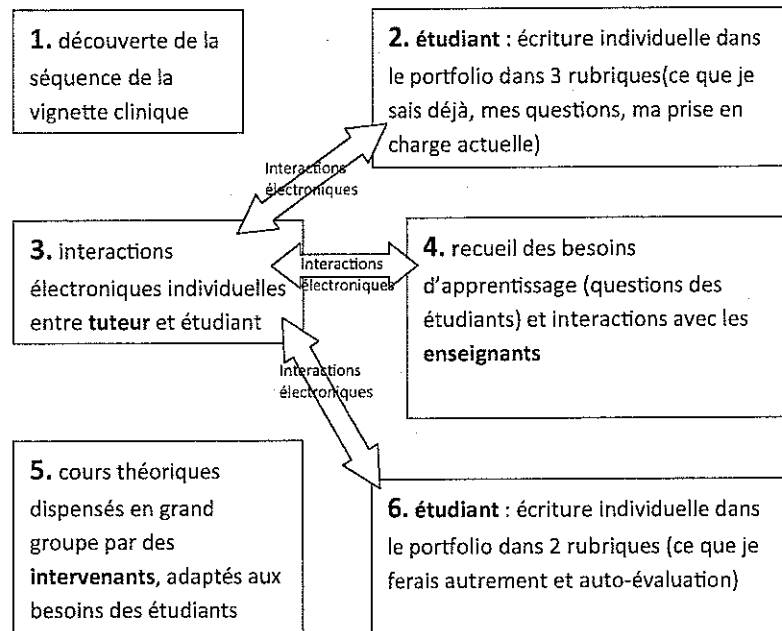 1. découverte de la
séquence de la
vignette clinique
2. étudiant : écriture individuelle dans
le portfolio dans 3 rubriques(ce que je
sais déjà, mes questions, ma prise en
charge actuelle)
Interactions
électroniques
3. interactions
électroniques individuelles
entre tuteur et étudiant
Interactions
électroniques
4. recueil des besoins
d'apprentissage (questions des
étudiants) et interactions avec les
enseignants
Interactions
électroniques
5. cours théoriques
dispensés en grand
groupe par des
intervenants, adaptés aux
besoins des étudiants
6. étudiant : écriture individuelle dans
le portfolio dans 2 rubriques (ce que je
ferais autrement et auto-évaluation)